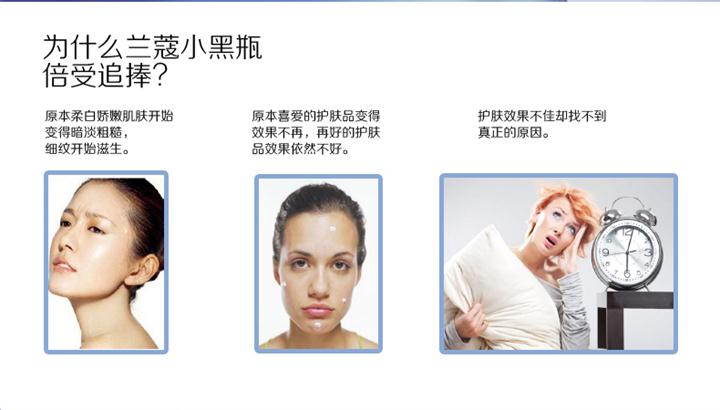 为什么兰蔻小黑瓶
倍受追捧?
原本柔白娇嫩肌肤开始
变得暗淡粗糙，
细纹开始滋生。
原本喜爱的护肤品变得
效果不再，再好的护肤
品效果依然不好。
护肤效果不佳却找不到
真正的原因。